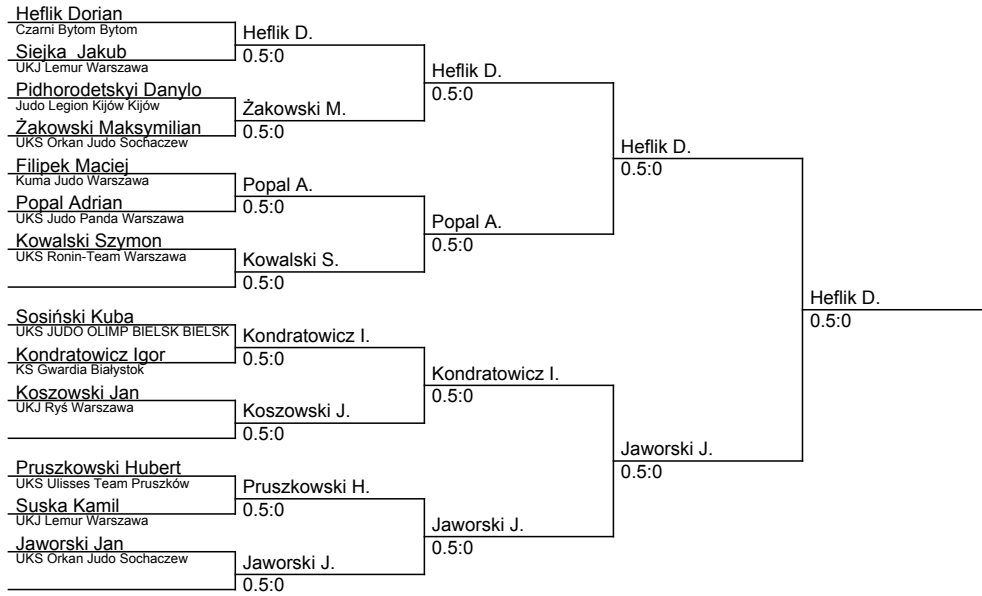 Heflik Dorian
Czarni Bytom Bytom
Siejka  Jakub
UKJ Lemur Warszawa
Pidhorodetskyi Danylo
Judo Legion Kijów Kijów
Żakowski Maksymilian
UKS Orkan Judo Sochaczew
Filipek Maciej
Kuma Judo Warszawa
Popal Adrian
UKS Judo Panda Warszawa
Kowalski Szymon
UKS Ronin-Team Warszawa
Sosiński Kuba
UKS JUDO OLIMP BIELSK BIELSK
Kondratowicz Igor
KS Gwardia Białystok
Koszowski Jan
UKJ Ryś Warszawa
Pruszkowski Hubert
UKS Ulisses Team Pruszków
Suska Kamil
UKJ Lemur Warszawa
Jaworski Jan
UKS Orkan Judo Sochaczew
Heflik D.
0.5:0
Żakowski M.
0.5:0
Popal A.
0.5:0
Kowalski S.
0.5:0
Kondratowicz I.
0.5:0
Koszowski J.
0.5:0
Pruszkowski H.
0.5:0
Jaworski J.
0.5:0
Heflik D.
0.5:0
Popal A.
0.5:0
Kondratowicz I.
0.5:0
Jaworski J.
0.5:0
Heflik D.
0.5:0
Jaworski J.
0.5:0
Heflik D.
0.5:0